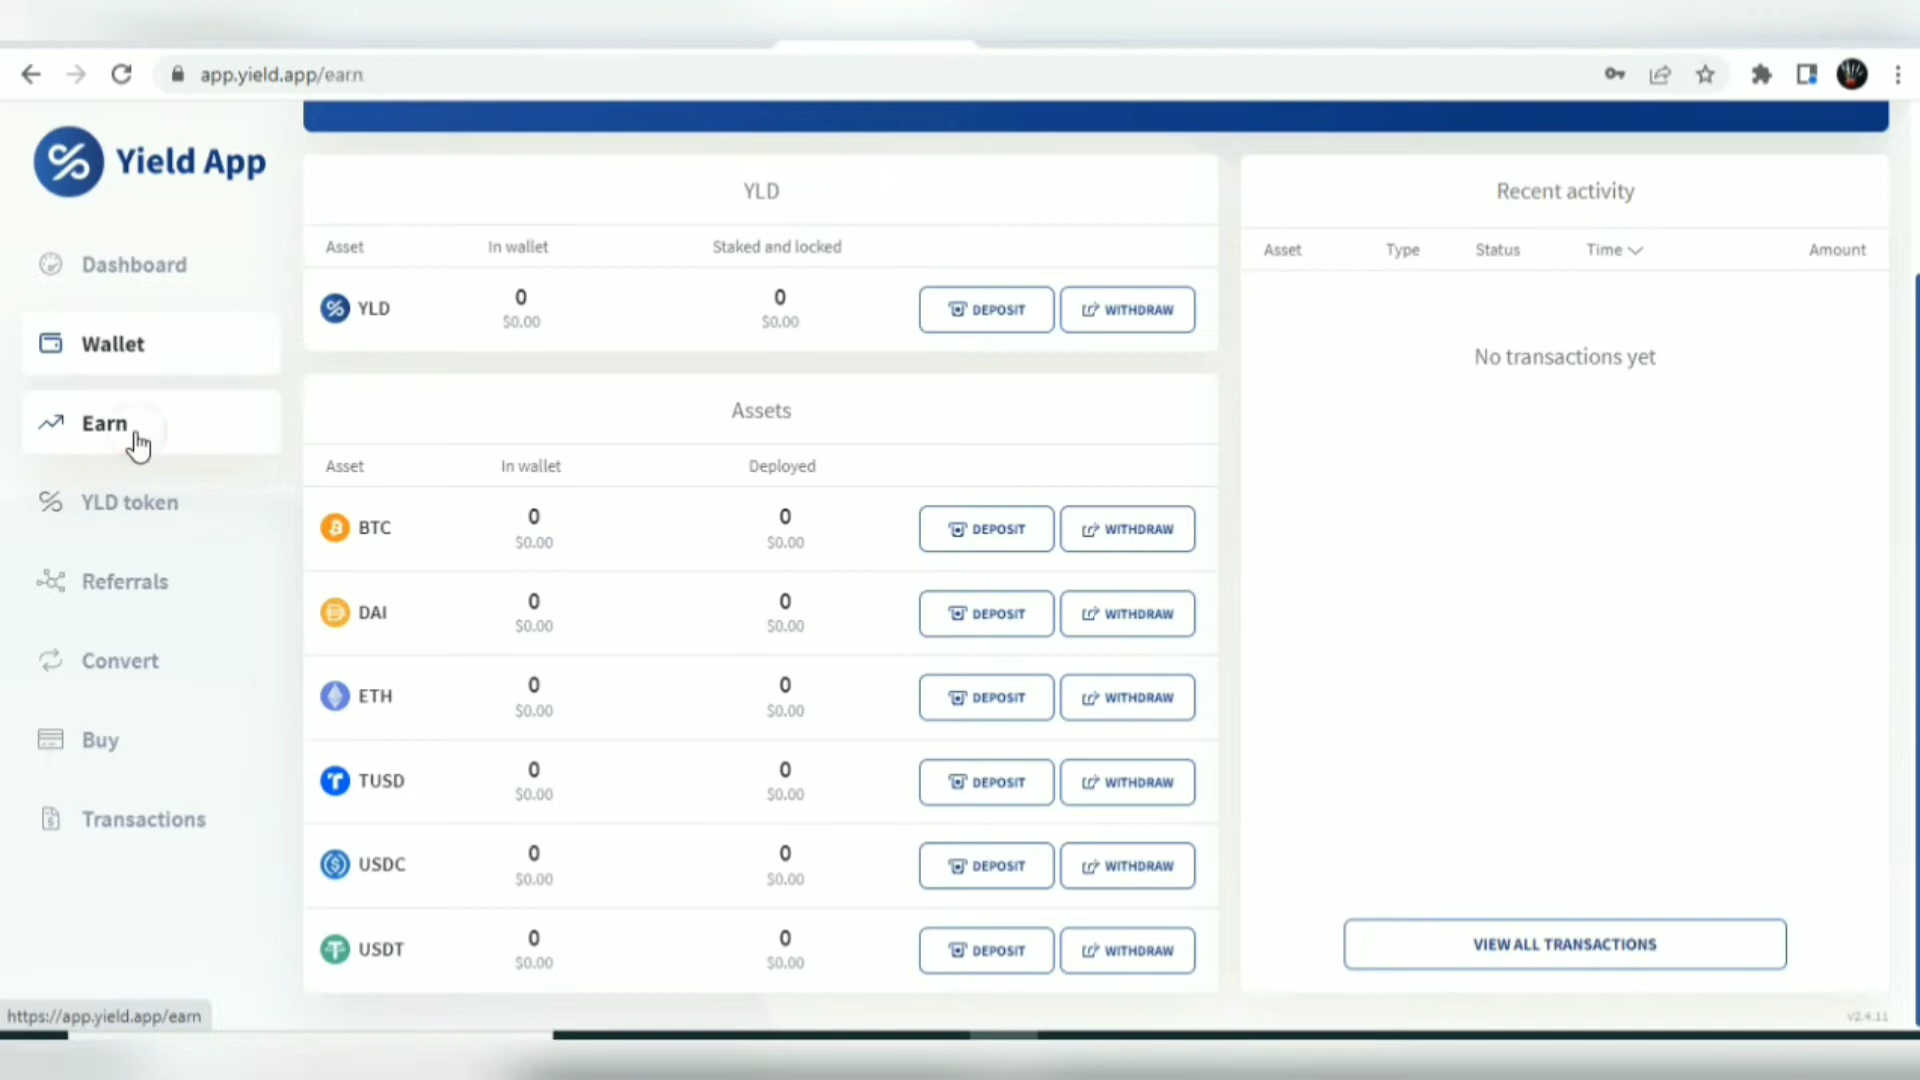 app.yield.app/earn
Yield App
Dashboard
Wallet
Earn
YLD token
Referrals
Convert
Buy
Transactions
YLD
Asset In wallet Staked and locked
YLD 0 0 DEPOSIT WITHDRAW
$0.00 $0.00
Assets
Asset In wallet Deployed
BTC 0 0 DEPOSIT WITHDRAW
$0.00 $0.00
DAI 0 0 DEPOSIT WITHDRAW
$0.00 $0.00
ETH 0 0 DEPOSIT WITHDRAW
$0.00 $0.00
TUSD 0 0 DEPOSIT WITHDRAW
$0.00 $0.00
USDC 0 0 DEPOSIT WITHDRAW
$0.00 $0.00
USDT 0 0 DEPOSIT WITHDRAW
$0.00 $0.00
Recent activity
Asset Type Status Time Amount
No transactions yet
VIEW ALL TRANSACTIONS
https://app.yield.app/earn
v2.4.11